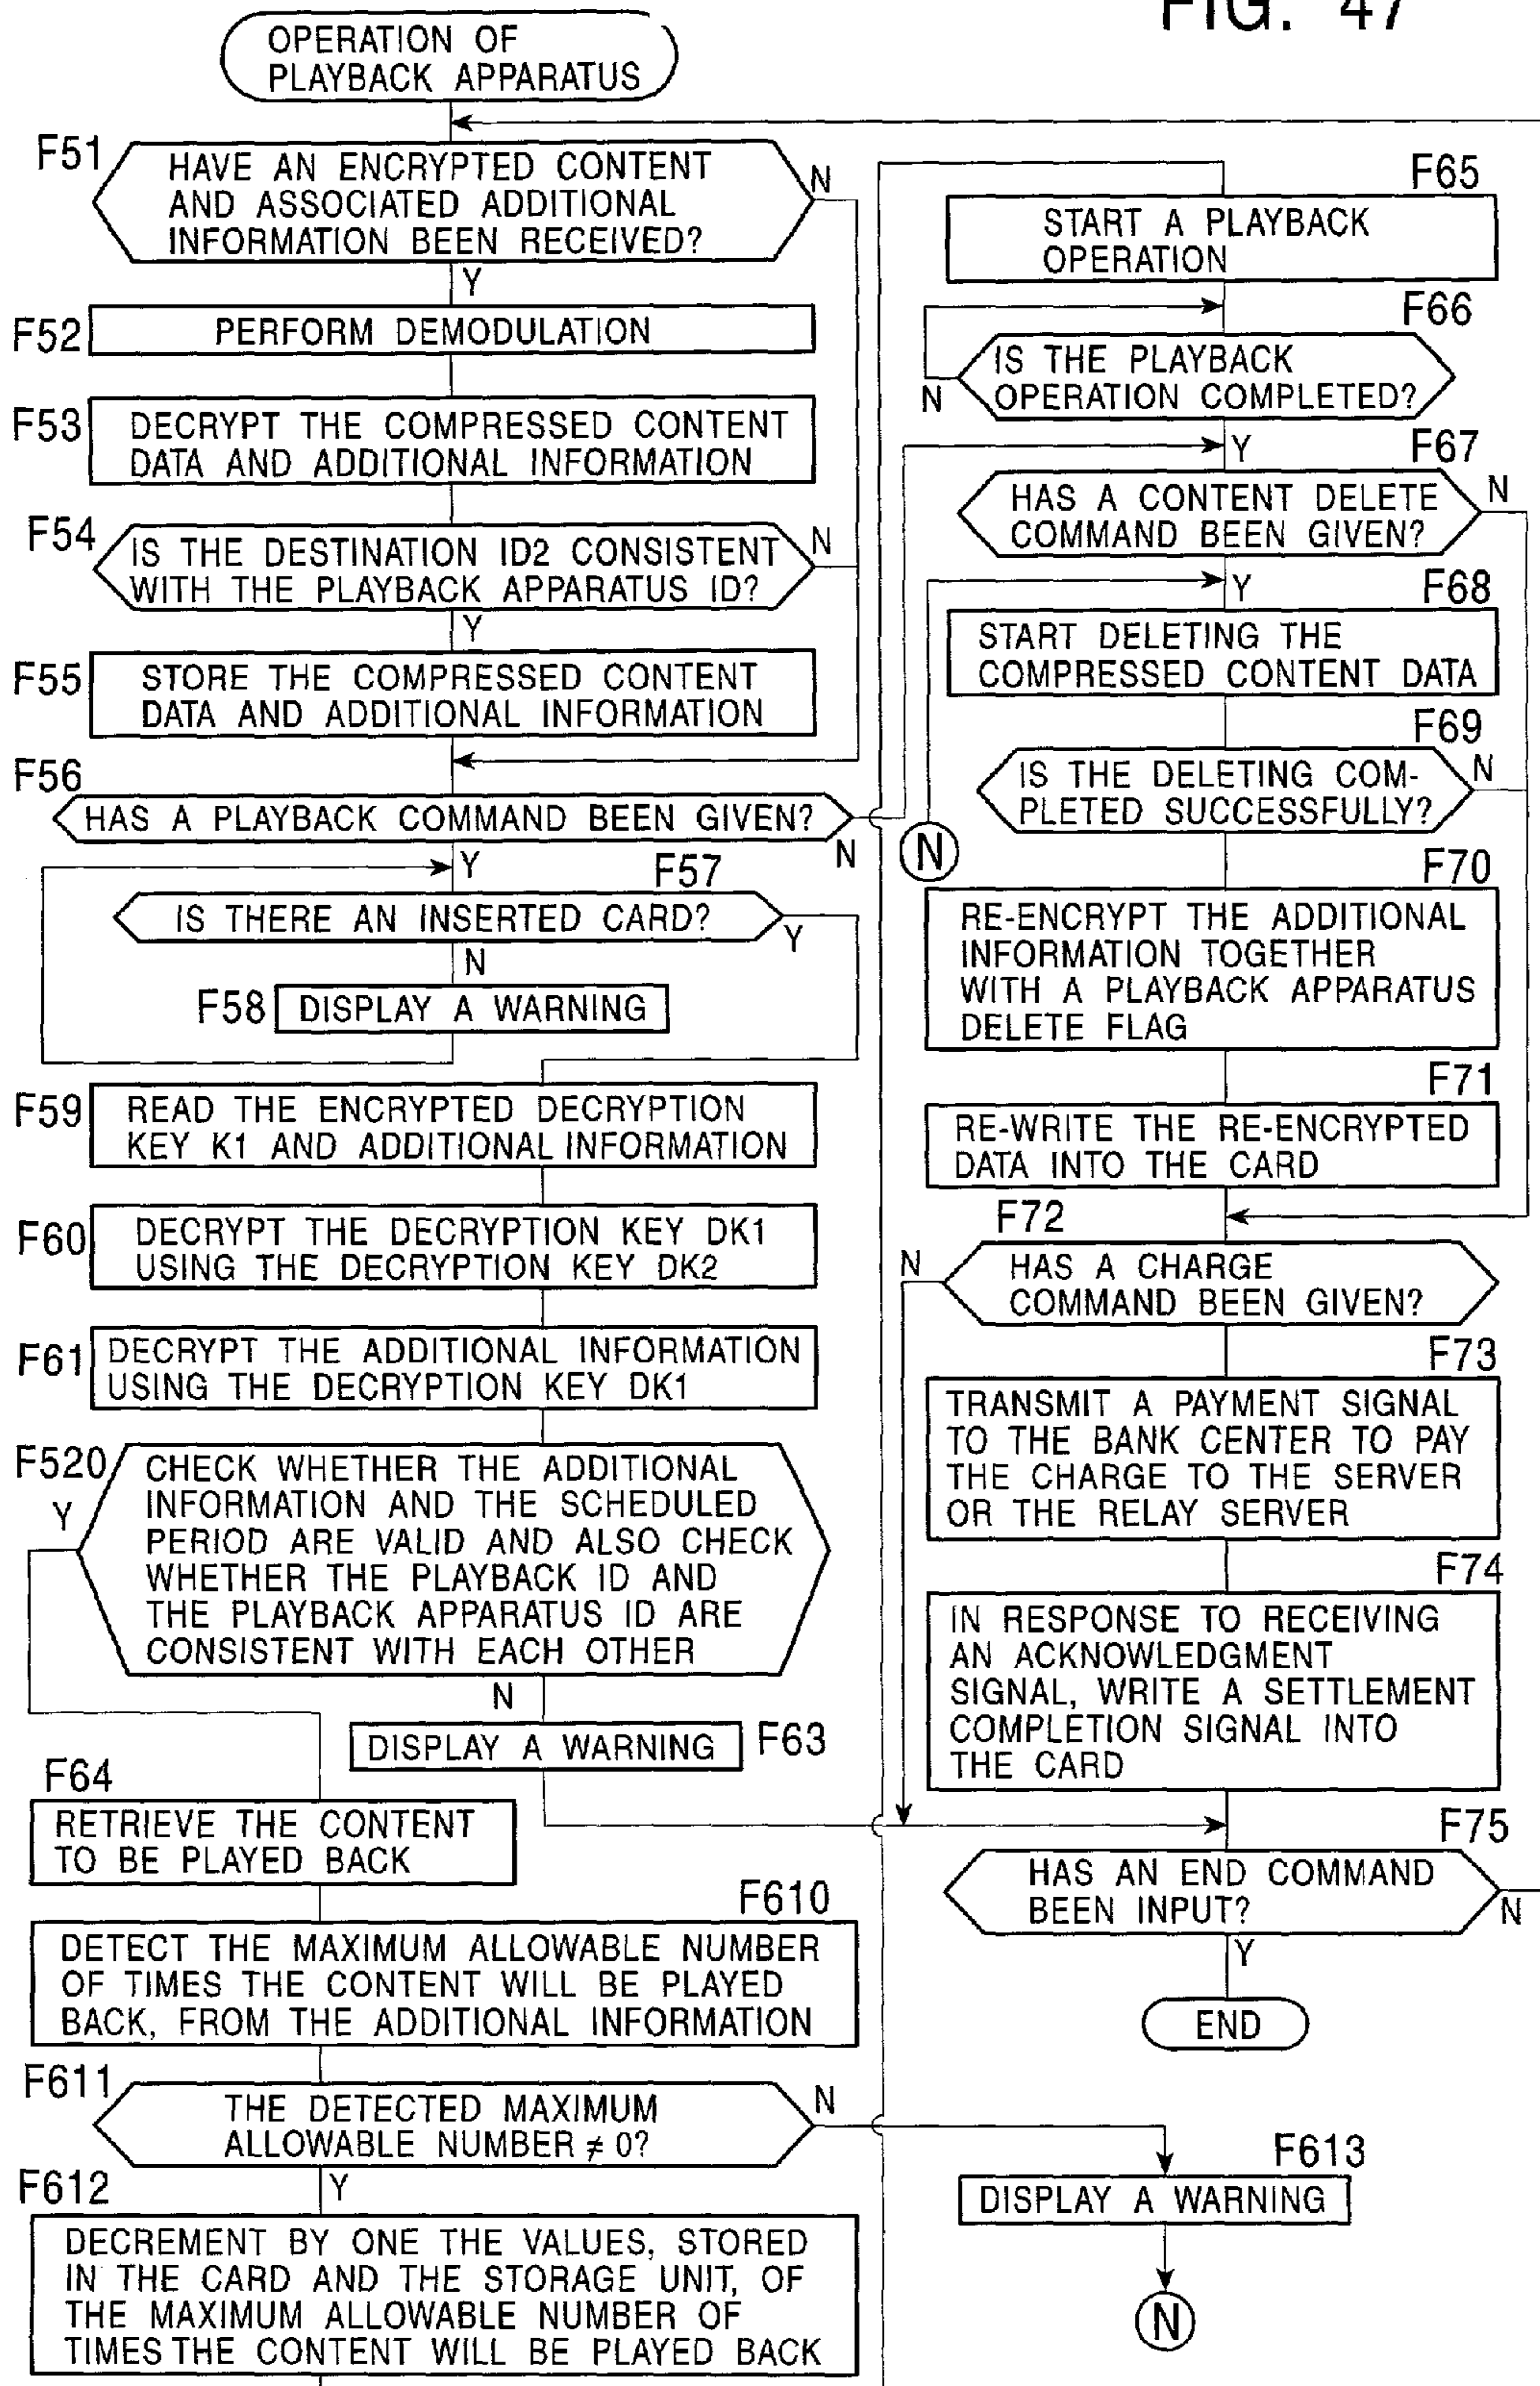 FIG. 47
OPERATION OF
PLAYBACK APPARATUS
F51
HAVE AN ENCRYPTED CONTENT
AND ASSOCIATED ADDITIONAL
INFORMATION BEEN RECEIVED?
N
Y
F52
PERFORM DEMODULATION
F53
DECRYPT THE COMPRESSED CONTENT
DATA AND ADDITIONAL INFORMATION
F54
IS THE DESTINATION ID2 CONSISTENT
WITH THE PLAYBACK APPARATUS ID?
N
Y
F55
STORE THE COMPRESSED CONTENT
DATA AND ADDITIONAL INFORMATION
F56
HAS A PLAYBACK COMMAND BEEN GIVEN?
N
Y
F57
IS THERE AN INSERTED CARD?
Y
N
F58
DISPLAY A WARNING
F59
READ THE ENCRYPTED DECRYPTION
KEY K1 AND ADDITIONAL INFORMATION
F60
DECRYPT THE DECRYPTION KEY DK1
USING THE DECRYPTION KEY DK2
F61
DECRYPT THE ADDITIONAL INFORMATION
USING THE DECRYPTION KEY DK1
F520
Y
CHECK WHETHER THE ADDITIONAL
INFORMATION AND THE SCHEDULED
PERIOD ARE VALID AND ALSO CHECK
WHETHER THE PLAYBACK ID AND
THE PLAYBACK APPARATUS ID ARE
CONSISTENT WITH EACH OTHER
N
DISPLAY A WARNING
F63
F64
RETRIEVE THE CONTENT
TO BE PLAYED BACK
F610
DETECT THE MAXIMUM ALLOWABLE NUMBER
OF TIMES THE CONTENT WILL BE PLAYED
BACK, FROM THE ADDITIONAL INFORMATION
F611
THE DETECTED MAXIMUM
ALLOWABLE NUMBER ≠ 0?
N
Y
F612
DECREMENT BY ONE THE VALUES, STORED
IN THE CARD AND THE STORAGE UNIT, OF
THE MAXIMUM ALLOWABLE NUMBER OF
TIMES THE CONTENT WILL BE PLAYED BACK
F65
START A PLAYBACK
OPERATION
F66
IS THE PLAYBACK
OPERATION COMPLETED?
N
Y
F67
HAS A CONTENT DELETE
COMMAND BEEN GIVEN?
N
Y
F68
START DELETING THE
COMPRESSED CONTENT DATA
F69
IS THE DELETING COM-
PLETED SUCCESSFULLY?
N
N
F70
RE-ENCRYPT THE ADDITIONAL
INFORMATION TOGETHER
WITH A PLAYBACK APPARATUS
DELETE FLAG
F71
RE-WRITE THE RE-ENCRYPTED
DATA INTO THE CARD
F72
N
HAS A CHARGE
COMMAND BEEN GIVEN?
F73
TRANSMIT A PAYMENT SIGNAL
TO THE BANK CENTER TO PAY
THE CHARGE TO THE SERVER
OR THE RELAY SERVER
F74
IN RESPONSE TO RECEIVING
AN ACKNOWLEDGMENT
SIGNAL, WRITE A SETTLEMENT
COMPLETION SIGNAL INTO
THE CARD
F75
HAS AN END COMMAND
BEEN INPUT?
N
Y
END
F613
DISPLAY A WARNING
N